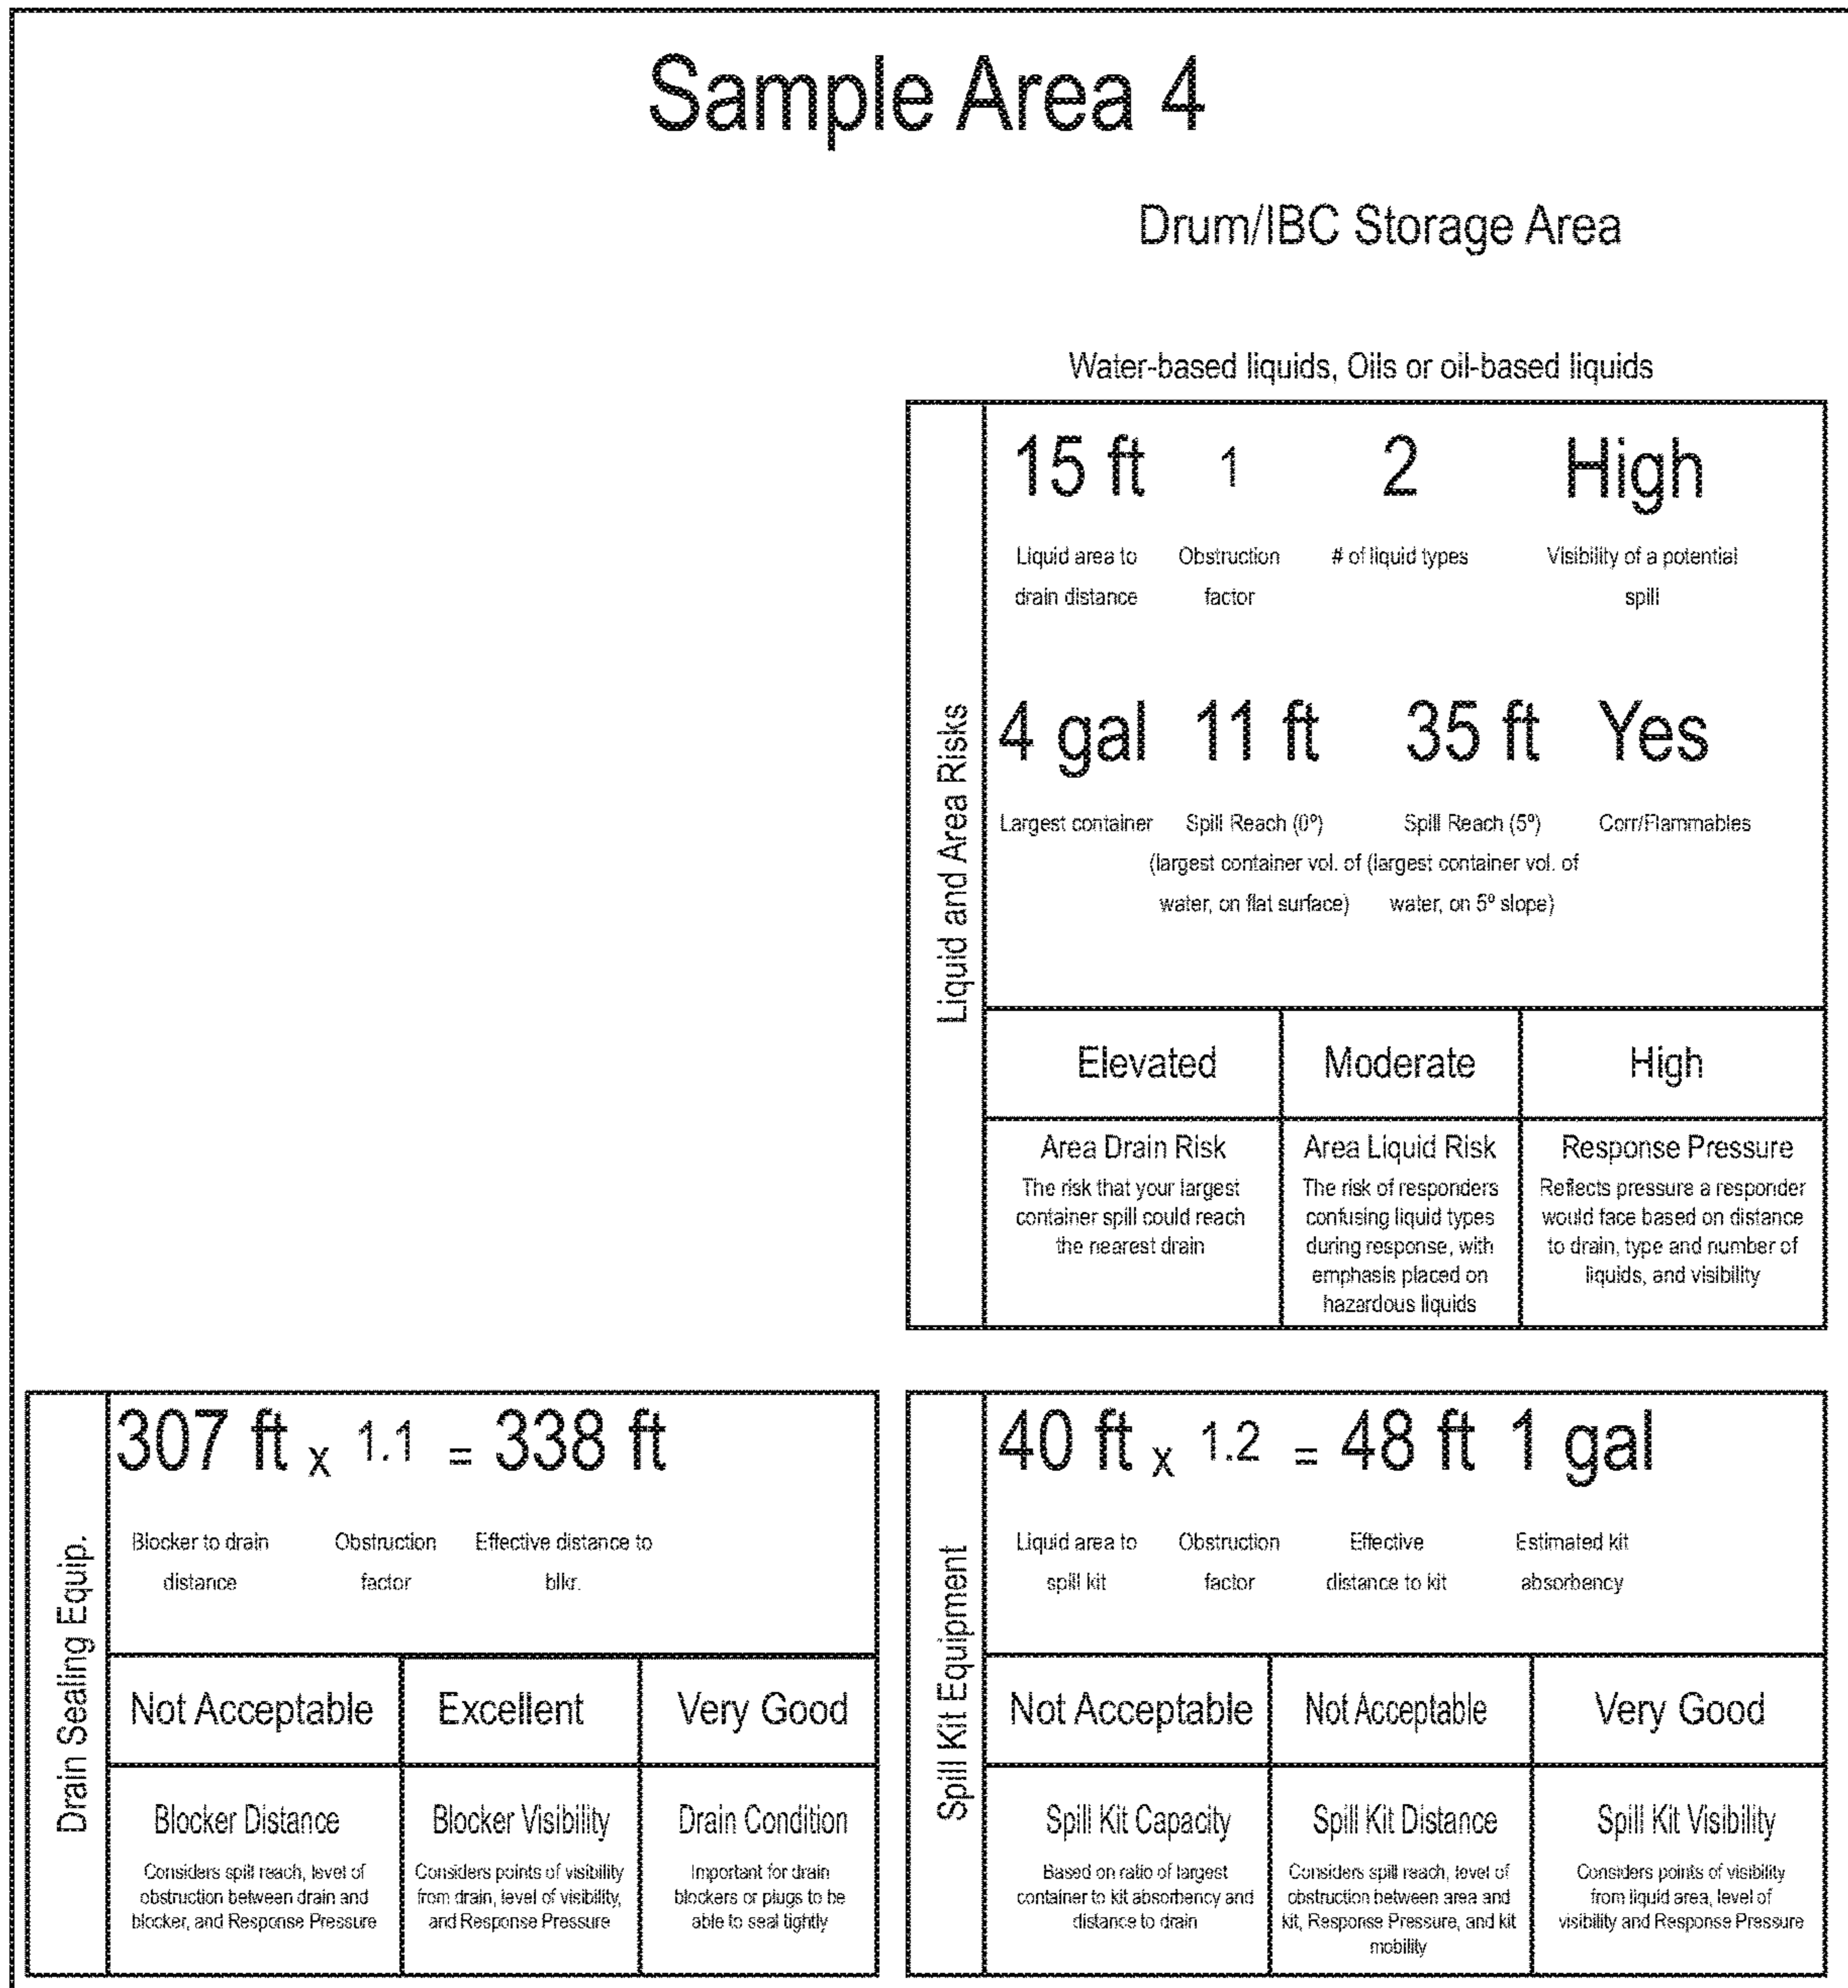 Sample Area 4
Drum/IBC Storage Area
Water-based liquids, Oils or oil-based liquids
Liquid and Area Risks
15 ft 1 2 High
Liquid area to Obstruction # of liquid types Visibility of a potential
drain distance factor spill
4 gal 11 ft 35 ft Yes
Largest container Spill Reach (0º) Spill Reach (5º) Corr/Flammables
(largest container vol. of (largest container vol. of
water, on flat surface) water, on 5º slope)
Elevated Moderate High
Area Drain Risk
The risk that your largest
container spill could reach
the nearest drain
Area Liquid Risk
The risk of responders
confusing liquid types
during response, with
emphasis placed on
hazardous liquids
Response Pressure
Reflects pressure a responder
would face based on distance
to drain, type and number of
liquids, and visibility
Drain Sealing Equip.
307 ft x 1.1 = 338 ft
Blocker to drain Obstruction Effective distance to
distance factor blkr.
Not Acceptable Excellent Very Good
Blocker Distance
Considers spill reach, level of
obstruction between drain and
blocker, and Response Pressure
Blocker Visibility
Considers points of visibility
from drain, level of visibility,
and Response Pressure
Drain Condition
Important for drain
blockers or plugs to be
able to seal tightly
Spill Kit Equipment
40 ft x 1.2 = 48 ft 1 gal
Liquid area to Obstruction Effective Estimated kit
spill kit factor distance to kit absorbency
Not Acceptable Not Acceptable Very Good
Spill Kit Capacity
Based on ratio of largest
container to kit absorbency and
distance to drain
Spill Kit Distance
Considers spill reach, level of
obstruction between area and
kit, Response Pressure, and kit
mobility
Spill Kit Visibility
Considers points of visibility
from liquid area, level of
visibility and Response Pressure